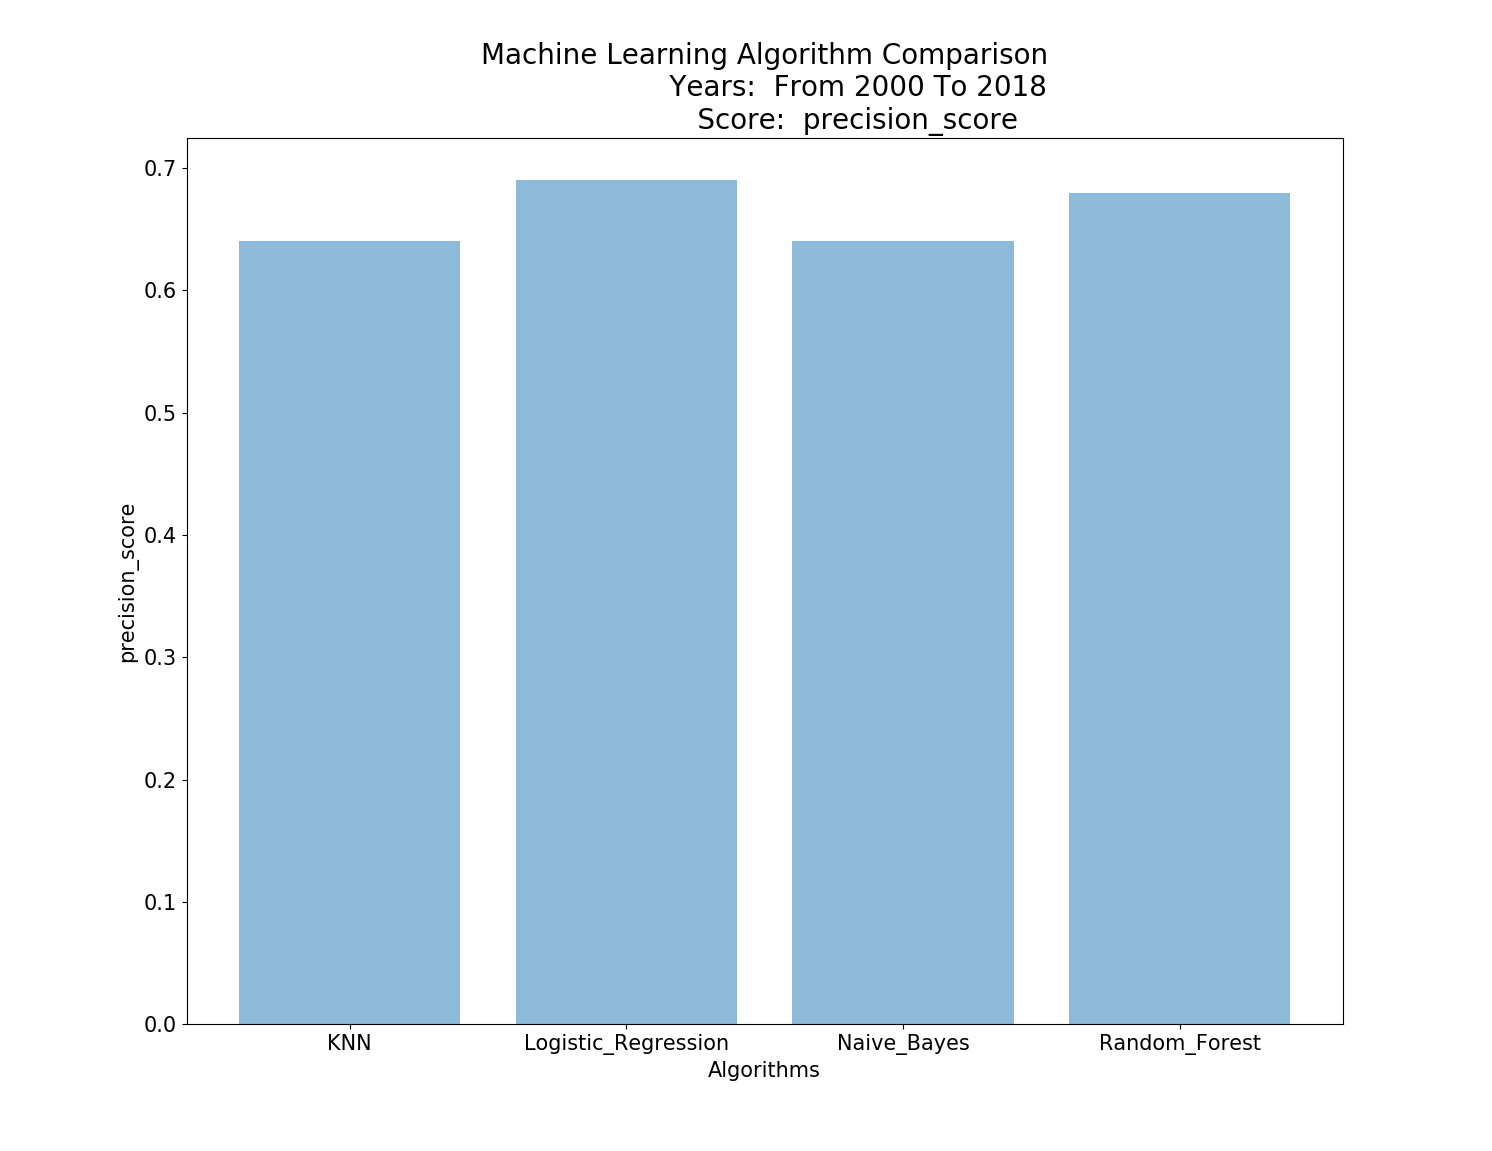 Machine Learning Algorithm Comparison
Years:  From 2000 To 2018
Score:  precision_score
0.7
0.6
0.5
0.4
0.3
0.2
0.1
0.0
precision_score
KNN
Logistic_Regression
Naive_Bayes
Random_Forest
Algorithms